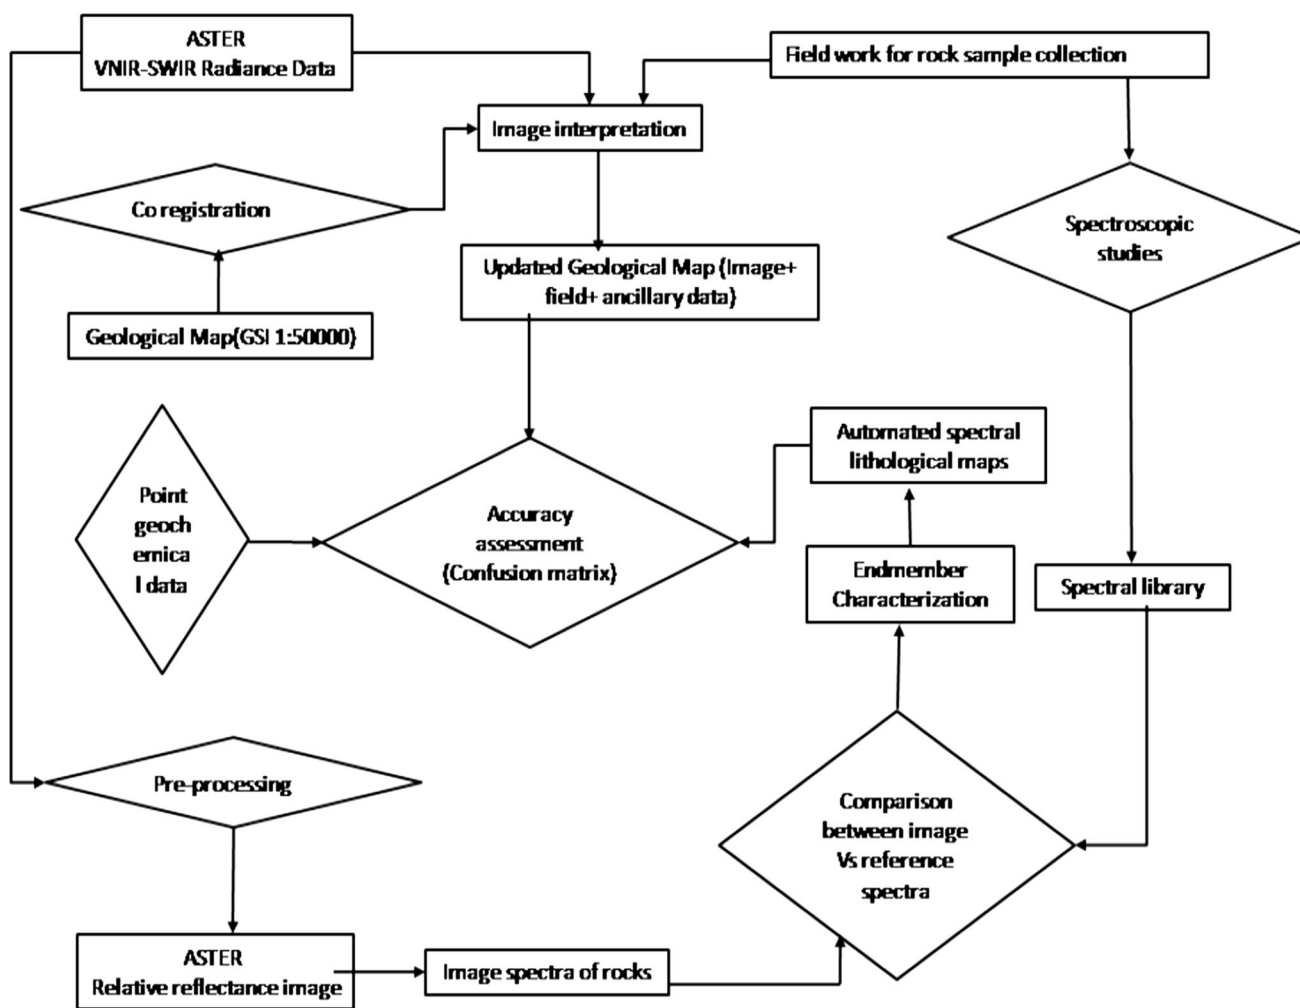 ASTER
VNIR-SWIR Radiance Data
Field work for rock sample collection
Image interpretation
Co registration
Spectroscopic
studies
Updated Geological Map (Image+
field+ ancillary data)
Geological Map(GSI 1:50000)
Automated spectral
lithological maps
Point
geoch
emica
l data
Accuracy
assessment
(Confusion matrix)
Endmember
Characterization
Spectral library
Pre-processing
Comparison
between image
Vs reference
spectra
ASTER
Relative reflectance image
Image spectra of rocks